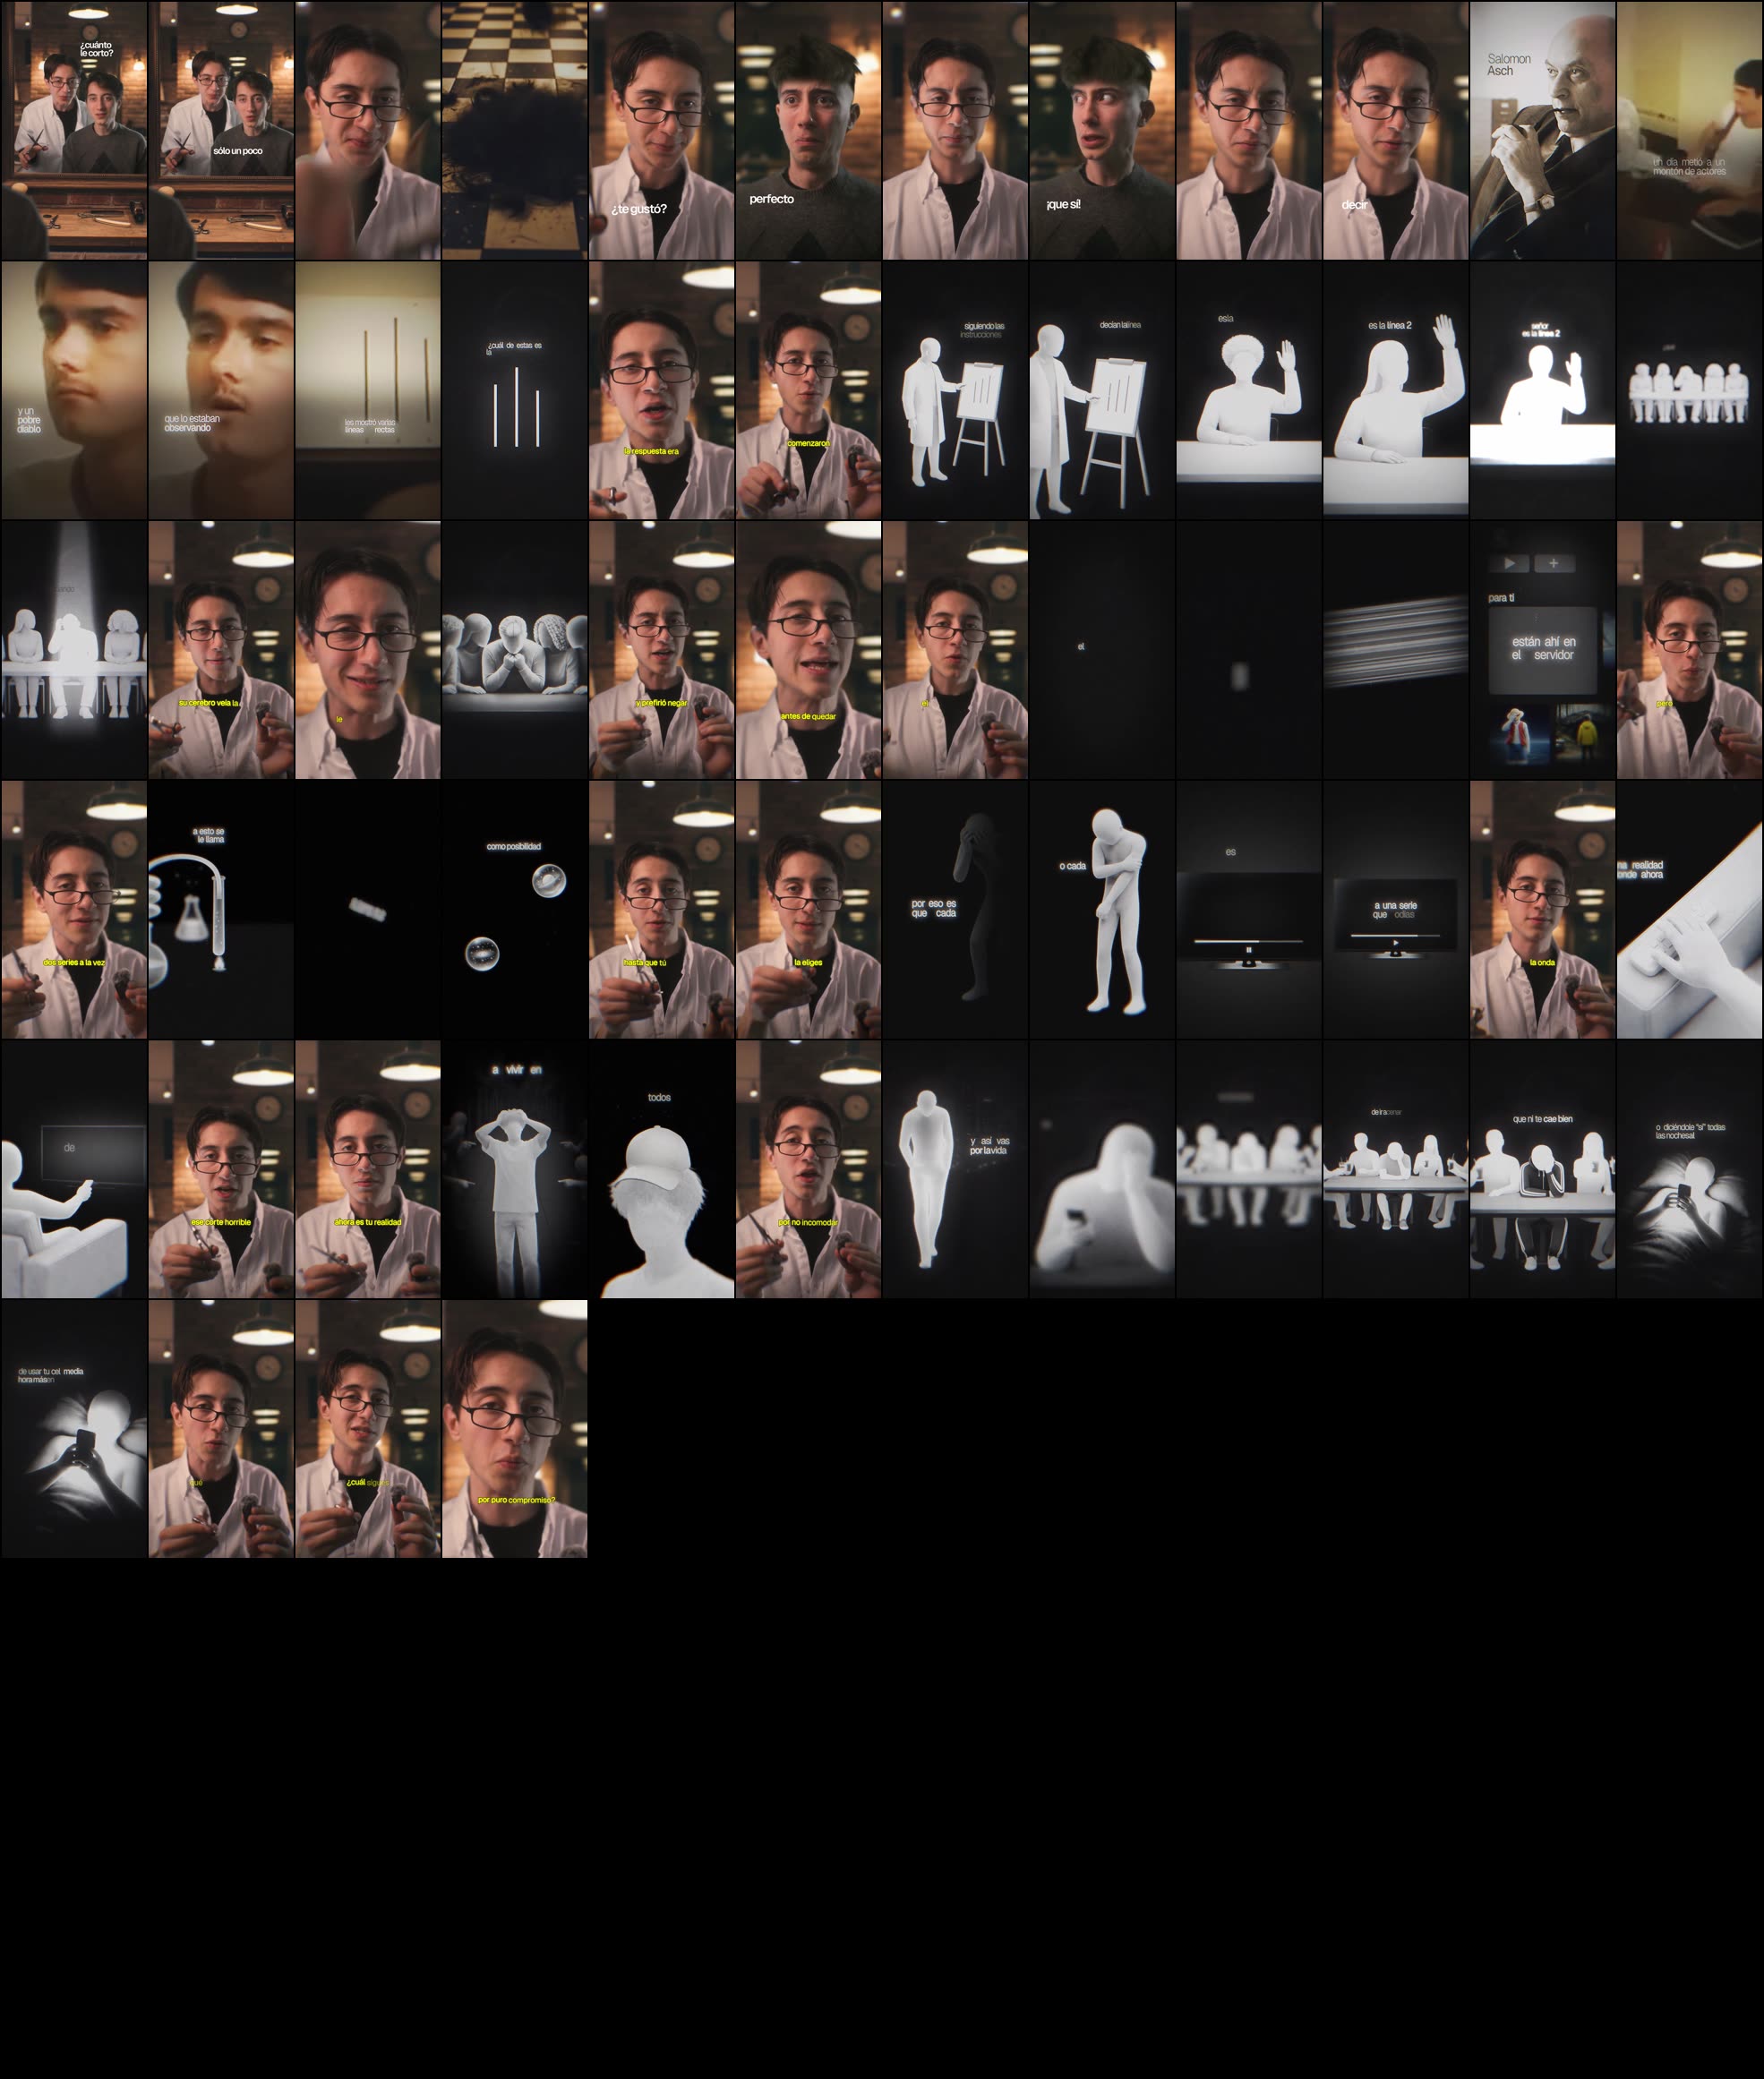 ¿cuánto
le corto?
sólo un poco
¿te gustó?
perfecto
¡que sí!
decir
Salomon
Asch
un día metió a un
montón de actores
y un
pobre
diablo
que lo estaban
observando
les mostró varias
líneas rectas
¿cuál de estas es
la
la respuesta era
comenzaron
siguiendo las
instrucciones
decían la línea
es la
es la línea 2
señor
es la línea 2
su cerebro veía la
le
y prefirió negar
antes de quedar
el
el
para ti
están ahí en
el servidor
pero
dos series a la vez
a esto se
le llama
como posibilidad
hasta que tú
la eliges
por eso es
que cada
o cada
es
a una serie
que odias
la onda
na realidad
onde ahora
de
ese corte horrible
ahora es tu realidad
a vivir en
todos
por no incomodar
y así vas
por la vida
de ir a cenar
que ni te cae bien
o diciéndole "sí" todas
las noches al
de usar tu cel media
hora más en
qué
¿cuál sigues
por puro compromiso?